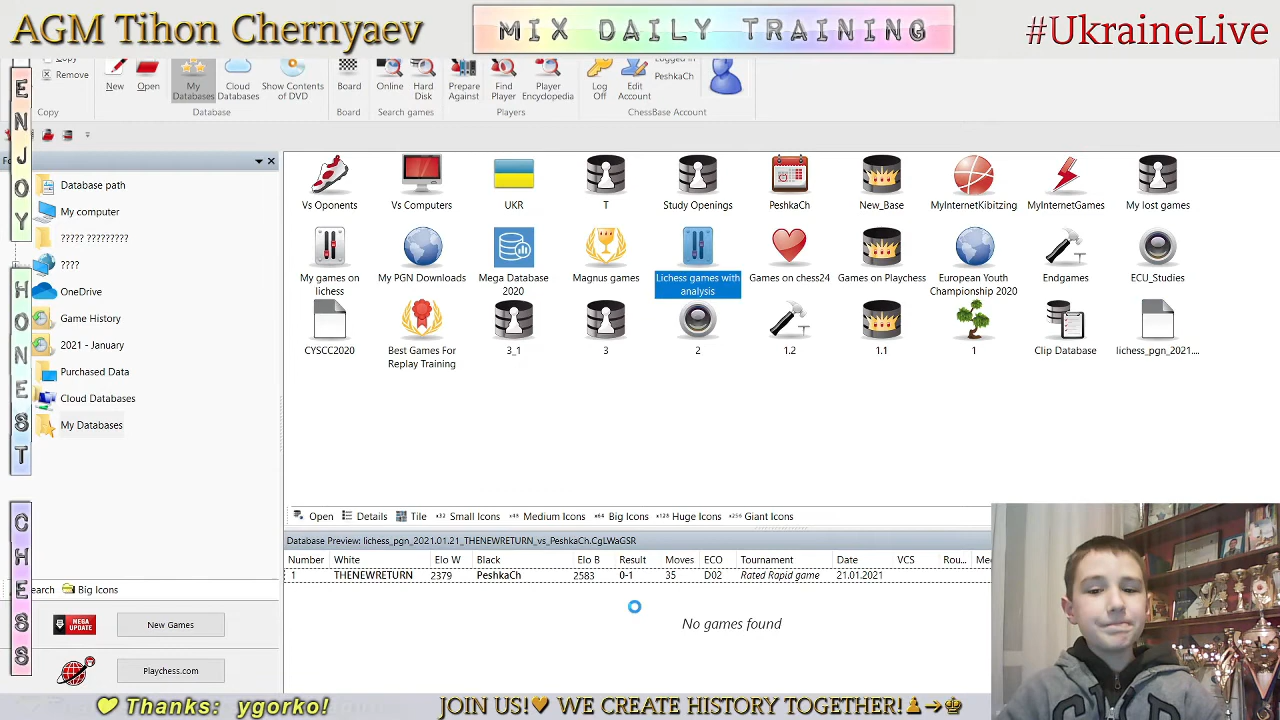 AGM Tihon Chernyaev
MIX DAILY TRAINING
#UkraineLive
ENJOY
HONEST
CHESS
Remove
Copy
New
Open
My Databases
Cloud Databases
Show Contents of DVD
Database
Board
Board
Online
Hard Disk
Search games
Prepare Against
Find Player
Player Encyclopedia
Players
Log Off
Edit Account
PeshkaCh
ChessBase Account
Database path
My computer
????? ?????????
????
OneDrive
Game History
2021 - January
Purchased Data
Cloud Databases
My Databases
Big Icons
MEGA UPDATE
New Games
Playchess.com
Vs Oponents
Vs Computers
UKR
T
Study Openings
PeshkaCh
New_Base
MyInternetKibitzing
MyInternetGames
My lost games
My games on lichess
My PGN Downloads
Mega Database 2020
Magnus games
Lichess games with analysis
Games on chess24
Games on Playchess
European Youth Championship 2020
Endgames
ECU_Studies
CYSCC2020
Best Games For Replay Training
3_1
3
2
1.2
1.1
1
Clip Database
lichess_pgn_2021....
Open Details Tile x32 Small Icons x48 Medium Icons x64 Big Icons x128 Huge Icons x256 Giant Icons
Database Preview: lichess_pgn_2021.01.21_THENEWRETURN_vs_PeshkaCh.CgLWaGSR
Number White Elo W Black Elo B Result Moves ECO Tournament Date VCS Rou...
1 THENEWRETURN 2379 PeshkaCh 2583 0-1 35 D02 Rated Rapid game 21.01.2021
No games found
Thanks: ygorko!
JOIN US! WE CREATE HISTORY TOGETHER!